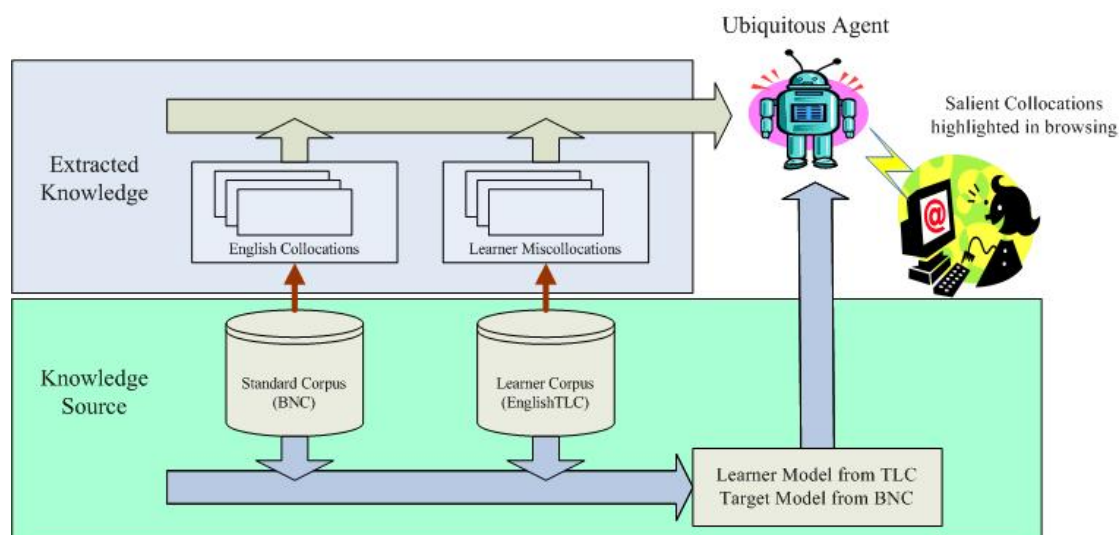 Ubiquitous Agent
Salient Collocations
highlighted in browsing
Extracted
Knowledge
English Collocations
Learner Miscollocations
@
Knowledge
Source
Standard Corpus
(BNC)
Learner Corpus
(EnglishTLC)
Learner Model from TLC
Target Model from BNC